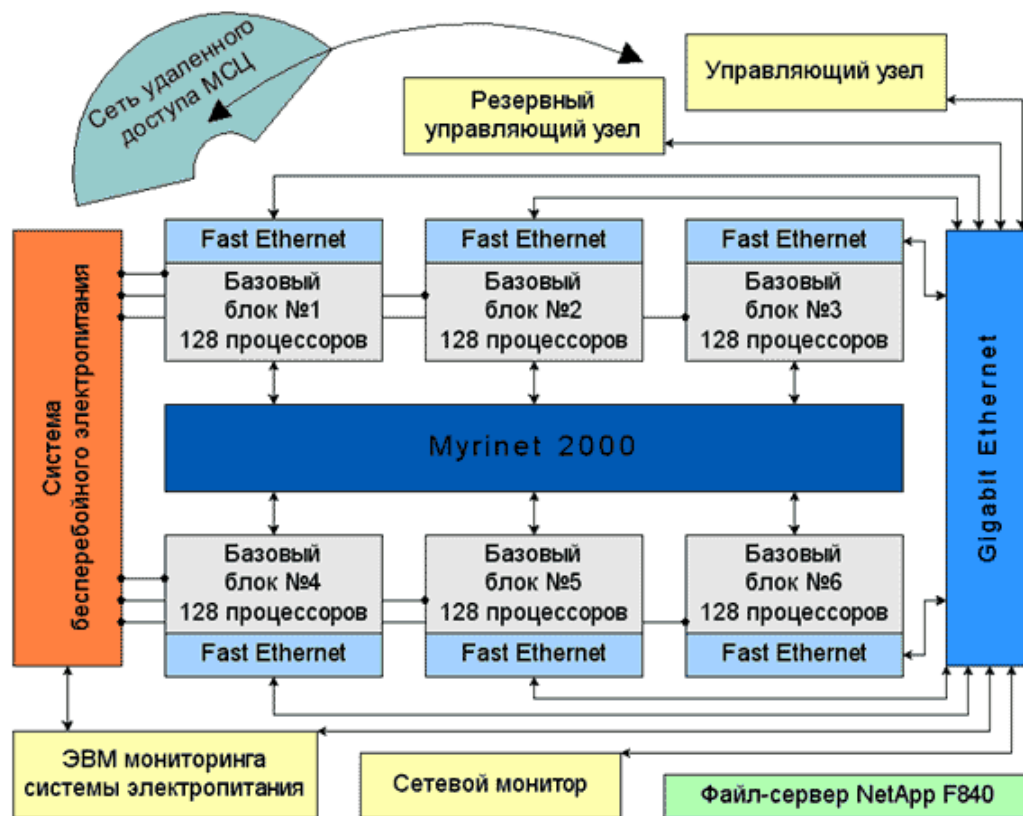 Сеть удаленного
доступа МСЦ
Управляющий узел
Резервный
управляющий узел
Fast Ethernet
Базовый
блок №1
128 процессоров
Fast Ethernet
Базовый
блок №2
128 процессоров
Fast Ethernet
Базовый
блок №3
128 процессоров
Система
бесперебойного электропитания
Myrinet 2000
Gigabit Ethernet
Базовый
блок №4
128 процессоров
Fast Ethernet
Базовый
блок №5
128 процессоров
Fast Ethernet
Базовый
блок №6
128 процессоров
Fast Ethernet
ЭВМ мониторинга
системы электропитания
Сетевой монитор
Файл-сервер NetApp F840